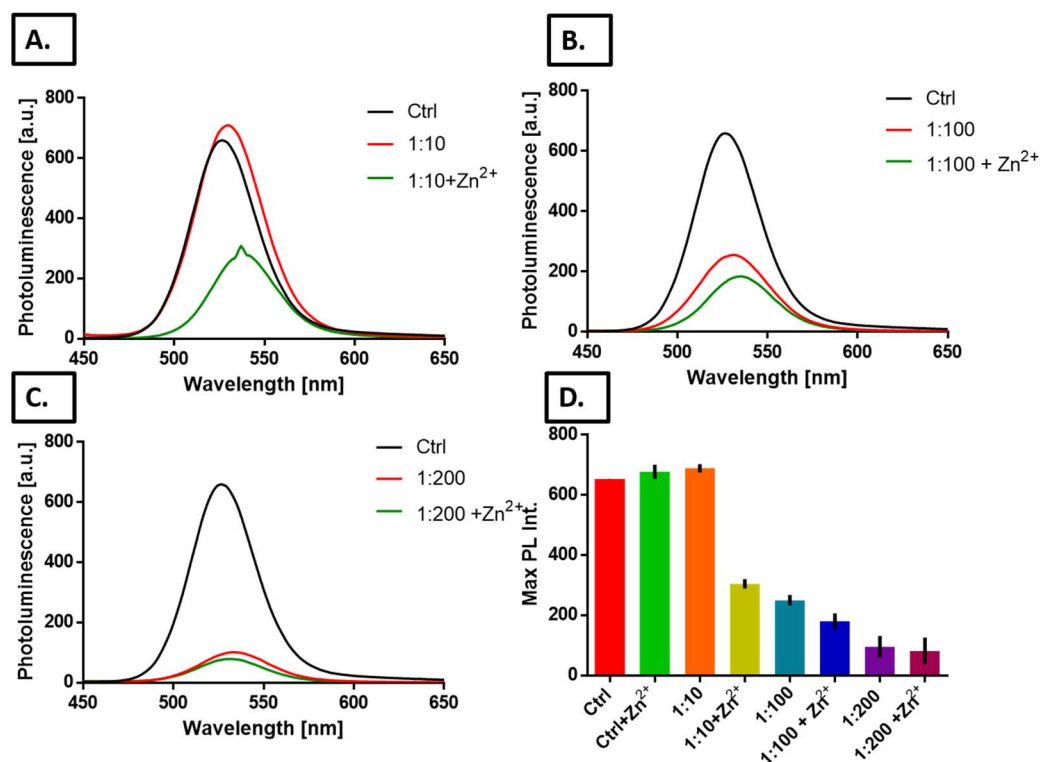 A.
800
600
400
200
0
Photoluminescence [a.u.]
450 500 550 600 650
Wavelength [nm]
Ctrl
1:10
1:10+Zn²⁺
B.
800
600
400
200
0
Photoluminescence [a.u.]
450 500 550 600 650
Wavelength [nm]
Ctrl
1:100
1:100 + Zn²⁺
C.
800
600
400
200
0
Photoluminescence [a.u.]
450 500 550 600 650
Wavelength [nm]
Ctrl
1:200
1:200 +Zn²⁺
D.
800
600
400
200
0
Max PL Int.
Ctrl
Ctrl+Zn²⁺
1:10
1:10+Zn²⁺
1:100
1:100 + Zn²⁺
1:200
1:200 +Zn²⁺